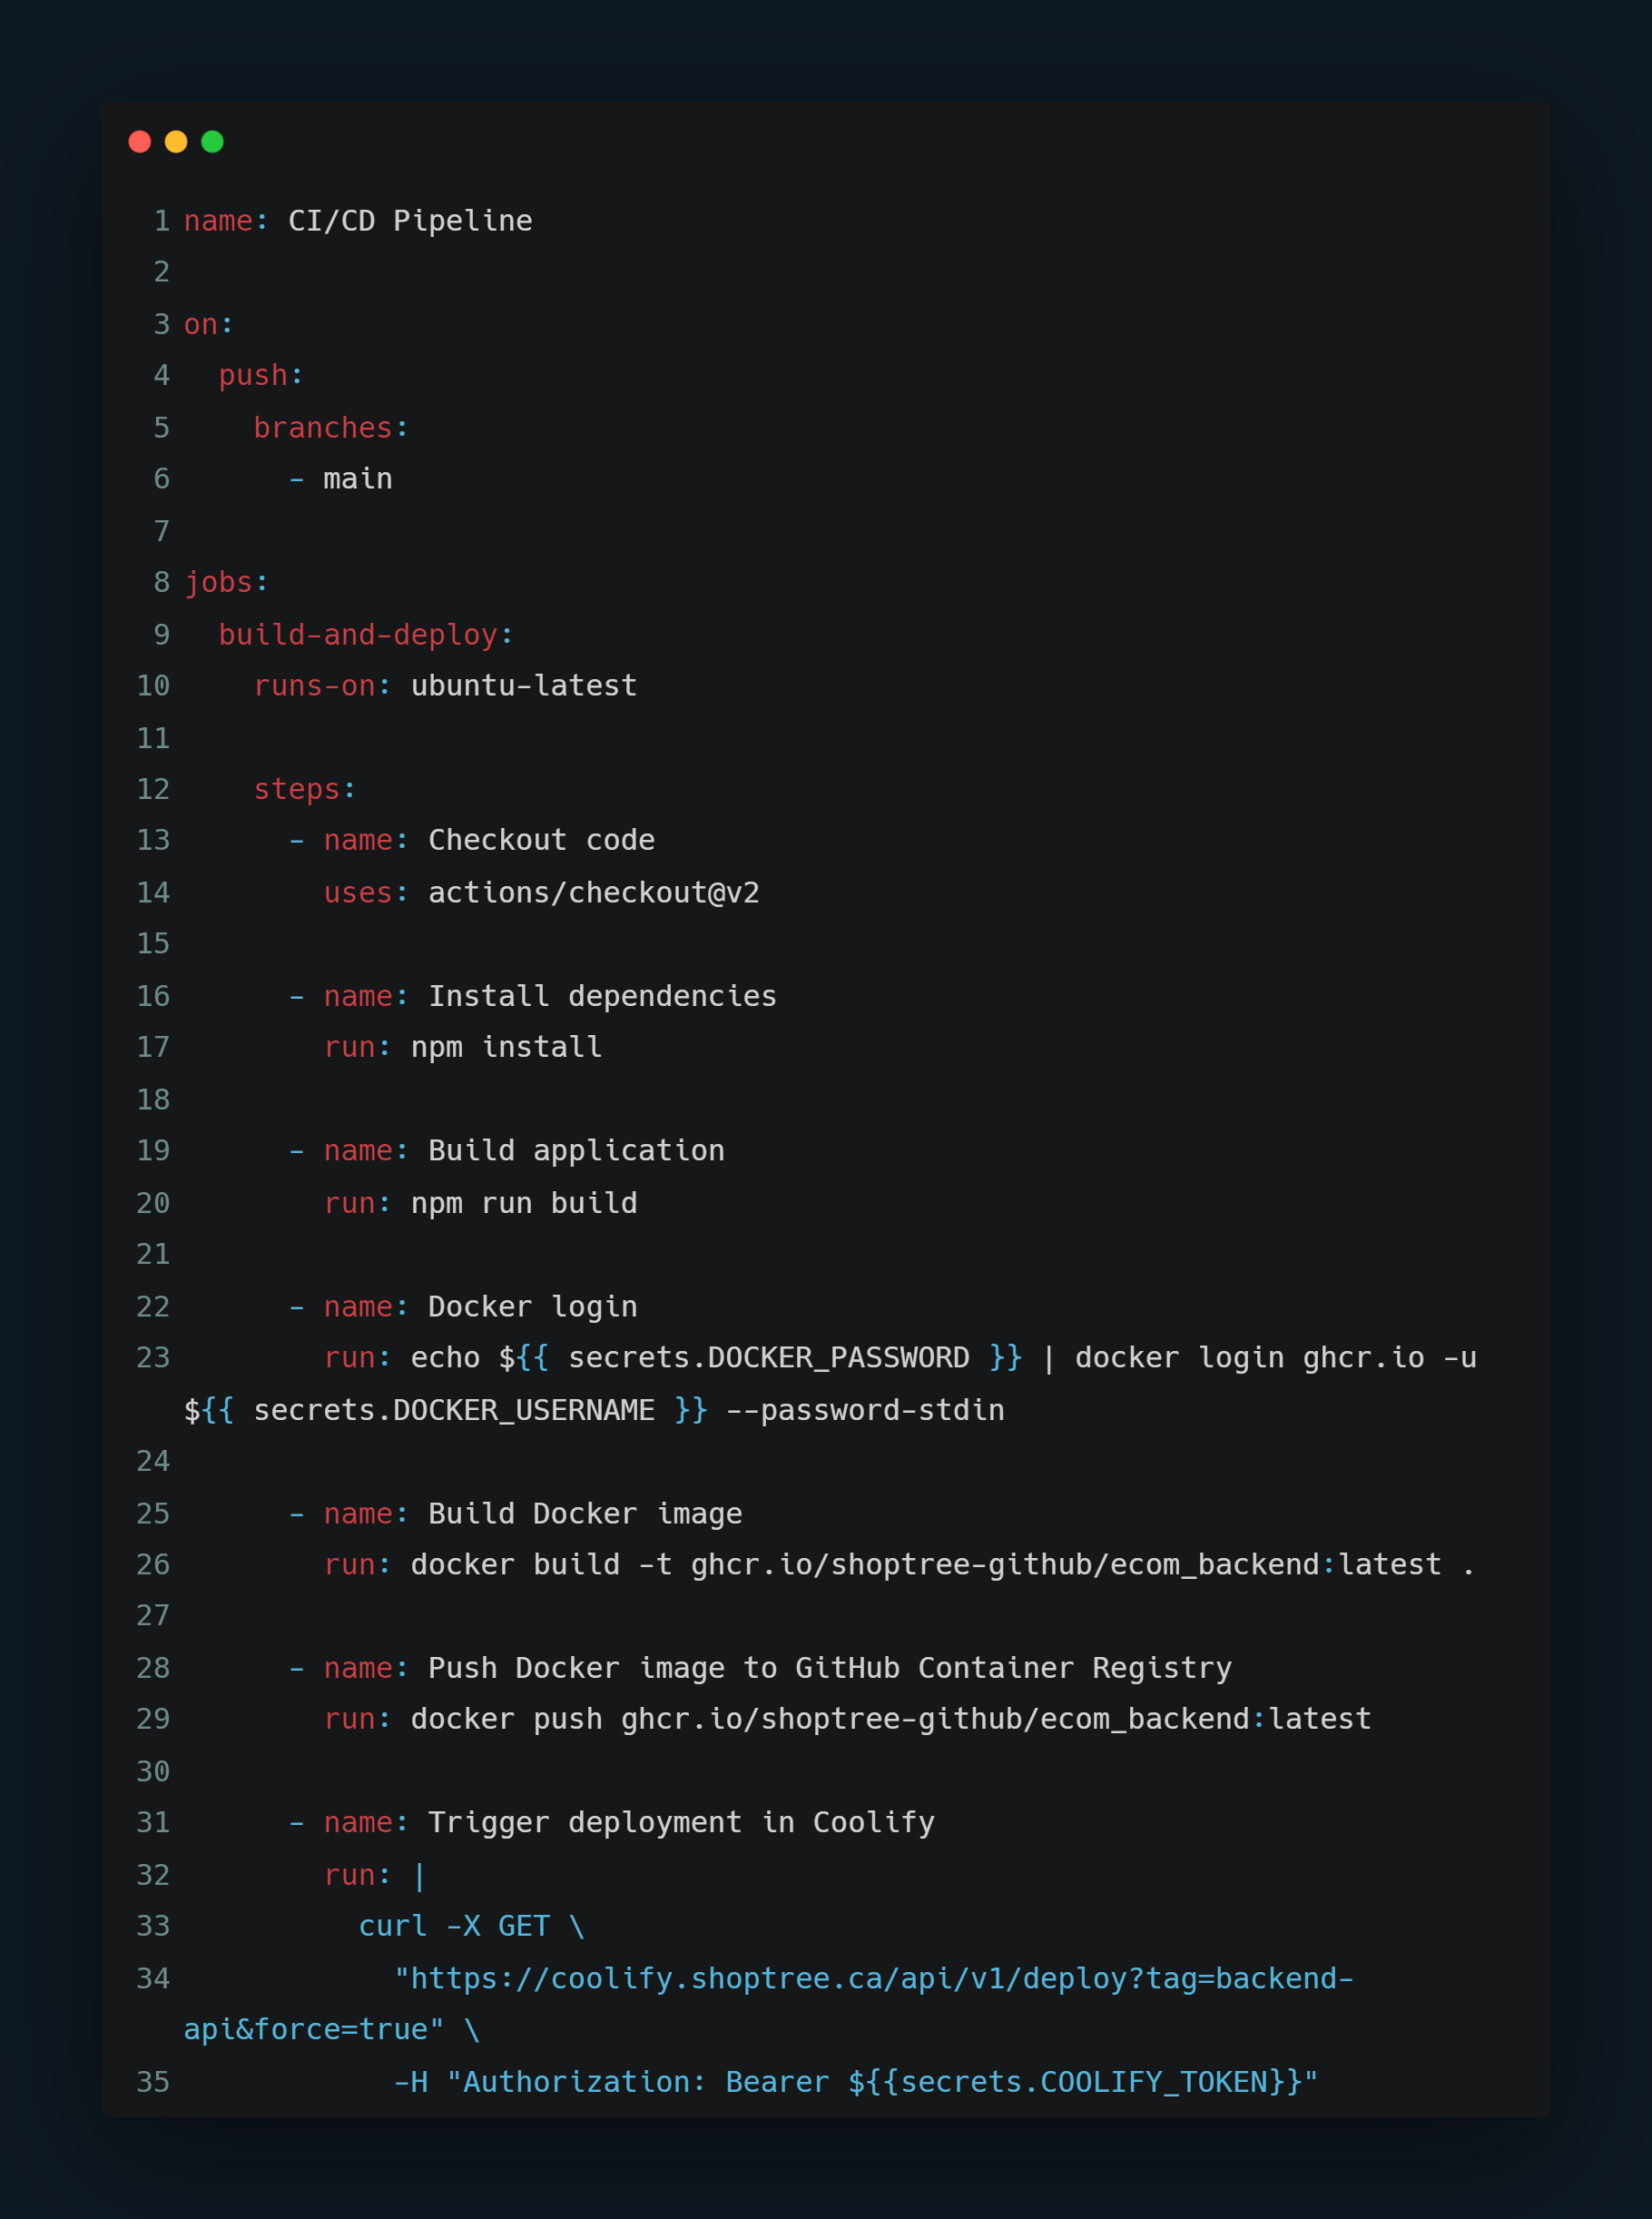 1 name: CI/CD Pipeline
2
3 on:
4   push:
5     branches:
6       - main
7
8 jobs:
9   build-and-deploy:
10     runs-on: ubuntu-latest
11
12     steps:
13       - name: Checkout code
14         uses: actions/checkout@v2
15
16       - name: Install dependencies
17         run: npm install
18
19       - name: Build application
20         run: npm run build
21
22       - name: Docker login
23         run: echo ${{ secrets.DOCKER_PASSWORD }} | docker login ghcr.io -u
${{ secrets.DOCKER_USERNAME }} --password-stdin
24
25       - name: Build Docker image
26         run: docker build -t ghcr.io/shoptree-github/ecom_backend:latest .
27
28       - name: Push Docker image to GitHub Container Registry
29         run: docker push ghcr.io/shoptree-github/ecom_backend:latest
30
31       - name: Trigger deployment in Coolify
32         run: |
33           curl -X GET \
34             "https://coolify.shoptree.ca/api/v1/deploy?tag=backend-
api&force=true" \
35             -H "Authorization: Bearer ${{secrets.COOLIFY_TOKEN}}"